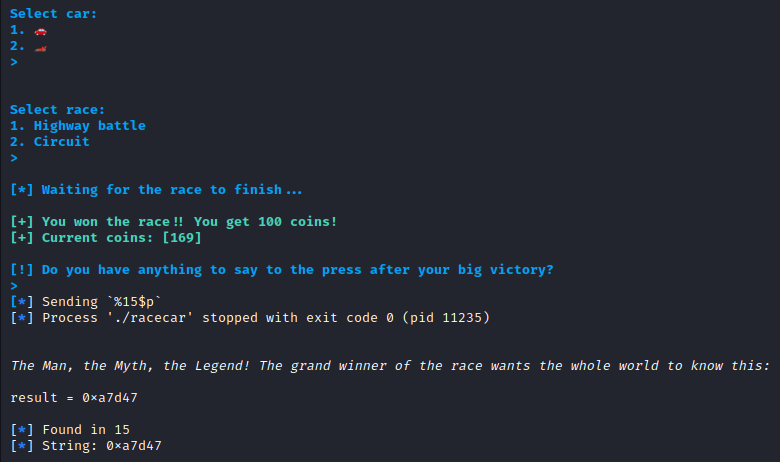 Select car:
1. 🚗
2. 🏎️
>
Select race:
1. Highway battle
2. Circuit
>
[*] Waiting for the race to finish...
[+] You won the race!! You get 100 coins!
[+] Current coins: [169]
[!] Do you have anything to say to the press after your big victory?
>
[*] Sending `%15$p`
[*] Process './racecar' stopped with exit code 0 (pid 11235)
The Man, the Myth, the Legend! The grand winner of the race wants the whole world to know this:
result = 0xa7d47
[*] Found in 15
[*] String: 0xa7d47